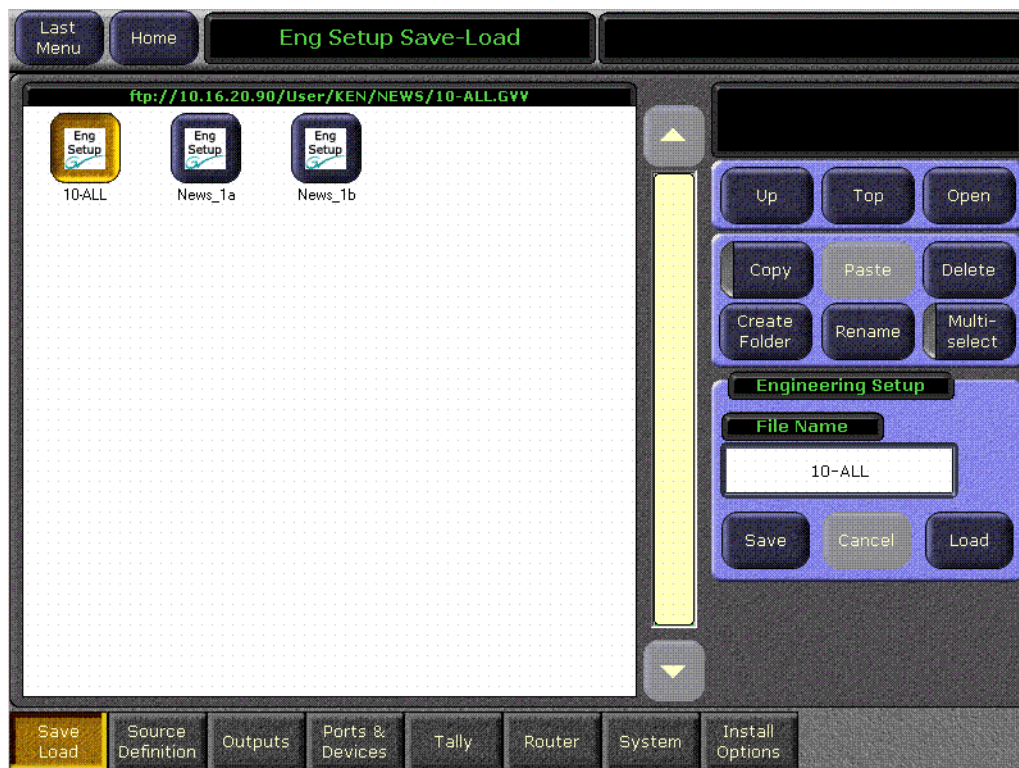 Last Menu
Home
Eng Setup Save-Load
ftp://10.16.20.90/User/KEN/NEWS/10-ALL.GVV
Eng Setup
Eng Setup
Eng Setup
10-ALL
News_1a
News_1b
Up
Top
Open
Copy
Paste
Delete
Create Folder
Rename
Multi-select
Engineering Setup
File Name
10-ALL
Save
Cancel
Load
Save Load
Source Definition
Outputs
Ports & Devices
Tally
Router
System
Install Options